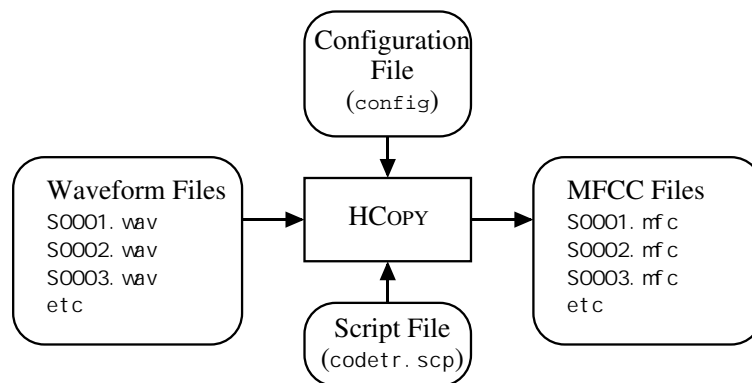 Configuration
File
(config)
Waveform Files
S0001.wav
S0002.wav
S0003.wav
etc
HCOPY
MFCC Files
S0001.mfc
S0002.mfc
S0003.mfc
etc
Script File
(codetr.scp)